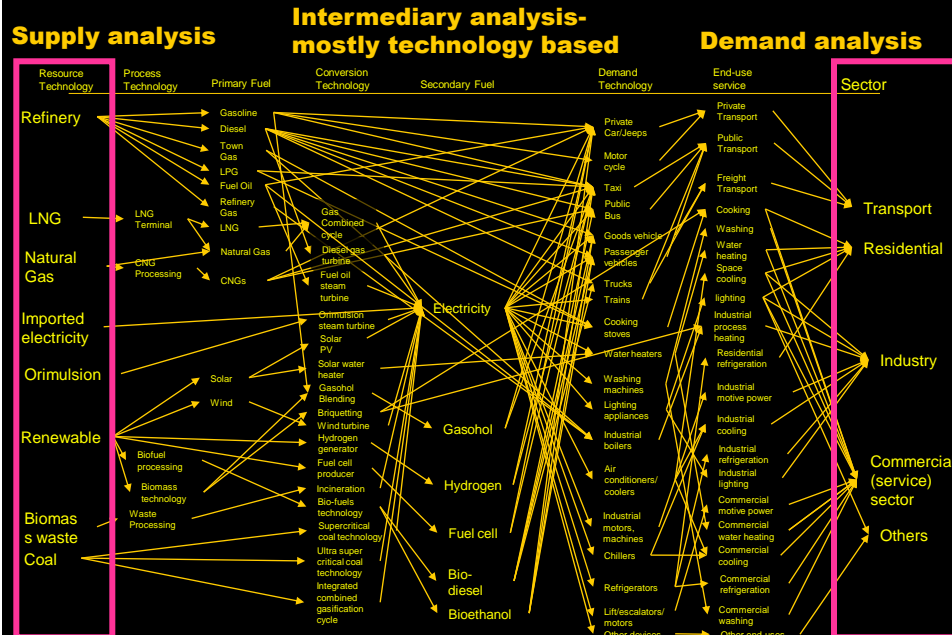 Supply analysis
Intermediary analysis-
mostly technology based
Demand analysis
Resource
Technology
Process
Technology
Primary Fuel
Conversion
Technology
Secondary Fuel
Demand
Technology
End-use
service
Sector
Refinery
LNG
Natural
Gas
Imported
electricity
Orimulsion
Renewable
Biomas
s waste
Coal
LNG
Terminal
CNG
Processing
Biofuel
processing
Biomass
technology
Waste
Processing
Gasoline
Diesel
Town
Gas
LPG
Fuel Oil
Refinery
Gas
LNG
Natural Gas
CNGs
Solar
Wind
Gas
Combined
cycle
Diesel gas
turbine
Fuel oil
steam
turbine
Orimulsion
steam turbine
Solar
PV
Solar water
heater
Gasohol
Blending
Briquetting
Wind turbine
Hydrogen
generator
Fuel cell
producer
Incineration
Bio-fuels
technology
Supercritical
coal technology
Ultra super
critical coal
technology
Integrated
combined
gasification
cycle
Electricity
Gasohol
Hydrogen
Fuel cell
Bio-
diesel
Bioethanol
Private
Car/Jeeps
Motor
cycle
Taxi
Public
Bus
Goods vehicle
Passenger
vehicles
Trucks
Trains
Cooking
stoves
Water heaters
Washing
machines
Lighting
appliances
Industrial
boilers
Air
conditioners/
coolers
Industrial
motors,
machines
Chillers
Refrigerators
Lift/escalators/
motors
Other devices
Private
Transport
Public
Transport
Freight
Transport
Cooking
Washing
Water
heating
Space
cooling
lighting
Industrial
process
heating
Residential
refrigeration
Industrial
motive power
Industrial
cooling
Industrial
refrigeration
Industrial
lighting
Commercial
motive power
Commercial
water heating
Commercial
cooling
Commercial
refrigeration
Commercial
washing
Other end-uses
Transport
Residential
Industry
Commercia
(service)
sector
Others